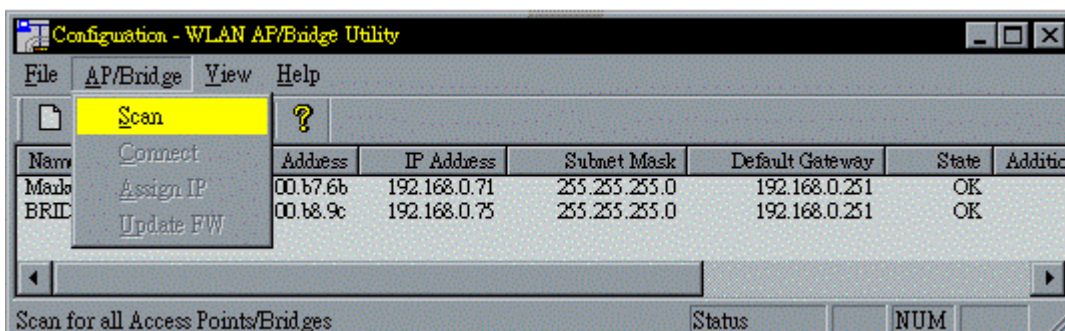 Configuration - WLAN AP/Bridge Utility
File AP/Bridge View Help
Scan
Connect
Assign IP
Update FW
Address IP Address Subnet Mask Default Gateway State
00.b7.6b 192.168.0.71 255.255.255.0 192.168.0.251 OK
00.b8.9c 192.168.0.75 255.255.255.0 192.168.0.251 OK
Scan for all Access Points/Bridges Status NUM